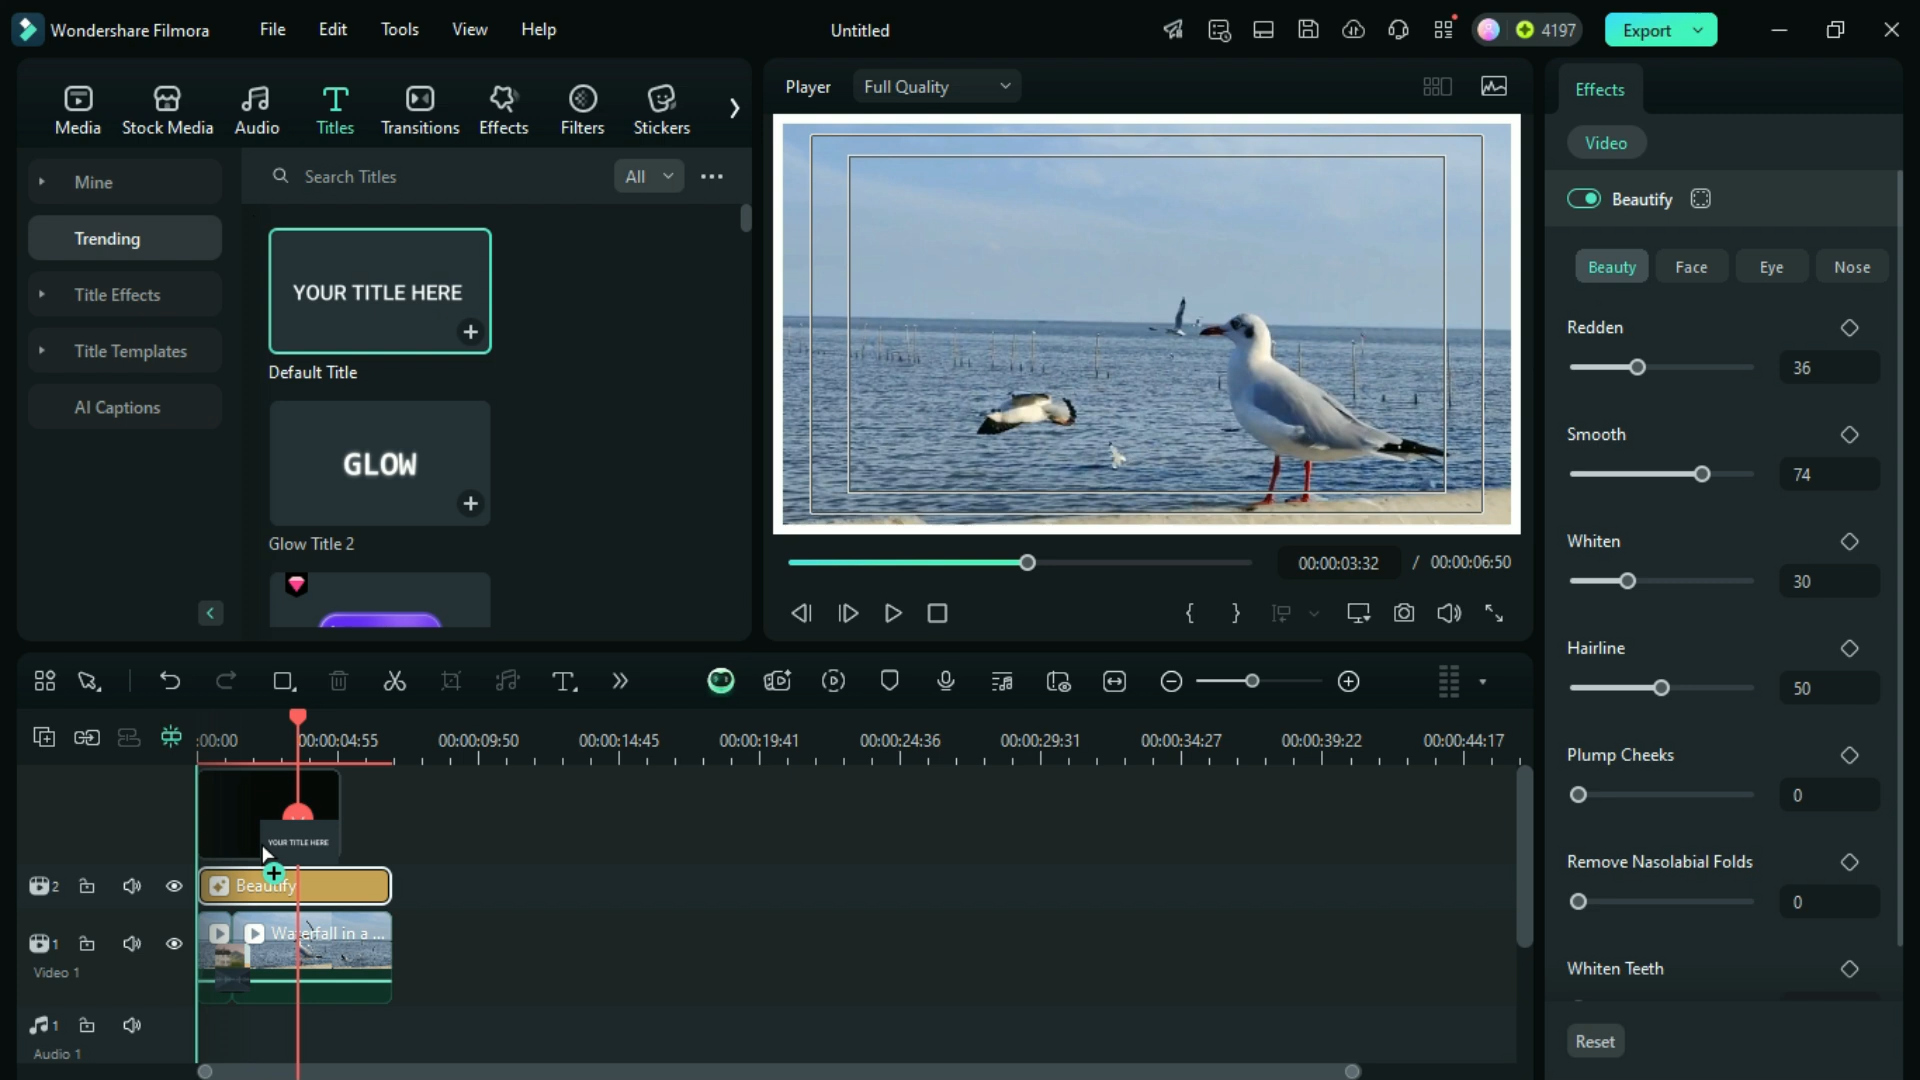 Wondershare Filmora
File
Edit
Tools
View
Help
Untitled
4197
Export
Media
Stock Media
Audio
Titles
Transitions
Effects
Filters
Stickers
Mine
Trending
Title Effects
Title Templates
AI Captions
Search Titles
All
YOUR TITLE HERE
Default Title
GLOW
Glow Title 2
Player
Full Quality
00:00:03:32 / 00:00:06:50
Effects
Video
Beautify
Beauty
Face
Eye
Nose
Redden
36
Smooth
74
Whiten
30
Hairline
50
Plump Cheeks
0
Remove Nasolabial Folds
0
Whiten Teeth
Reset
:00:00
00:00:04:55
00:00:09:50
00:00:14:45
00:00:19:41
00:00:24:36
00:00:29:31
00:00:34:27
00:00:39:22
00:00:44:17
YOUR TITLE HERE
2
Beautify
1
Waterfall in a ...
Video 1
1
Audio 1